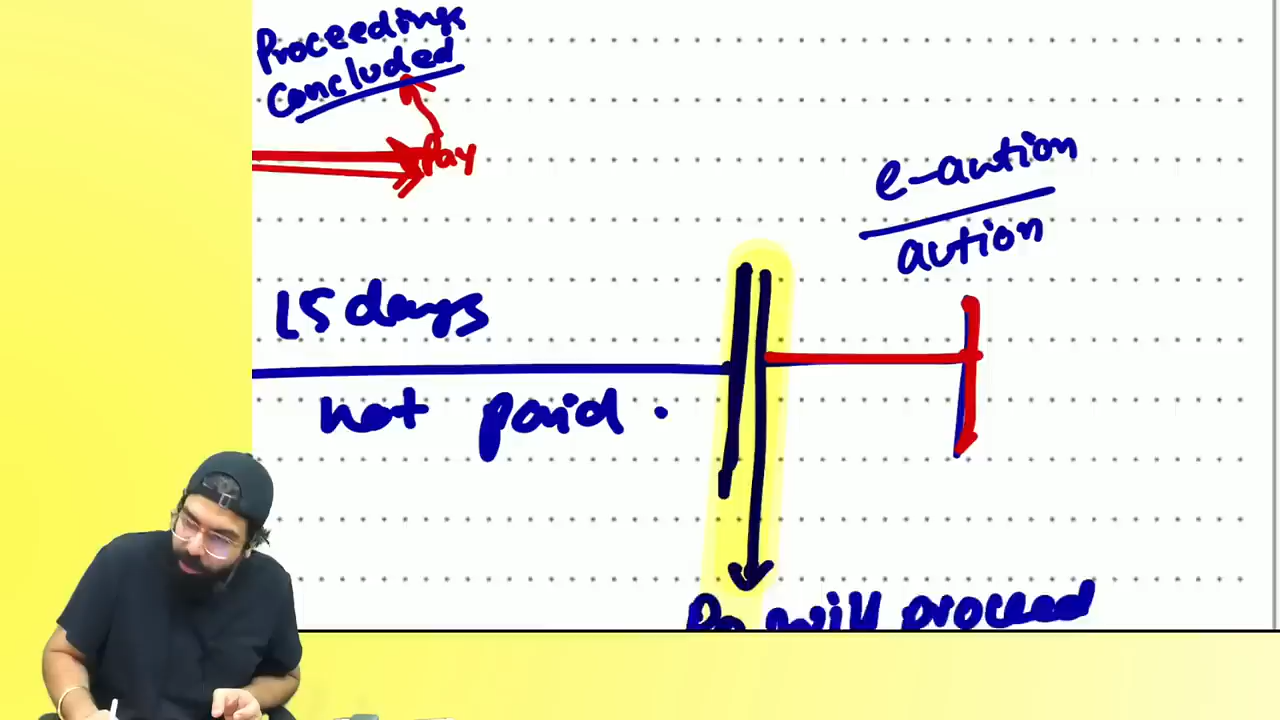 Proceedings
Concluded
Pay
e-aution
aution
15 days
not paid.
will proceed